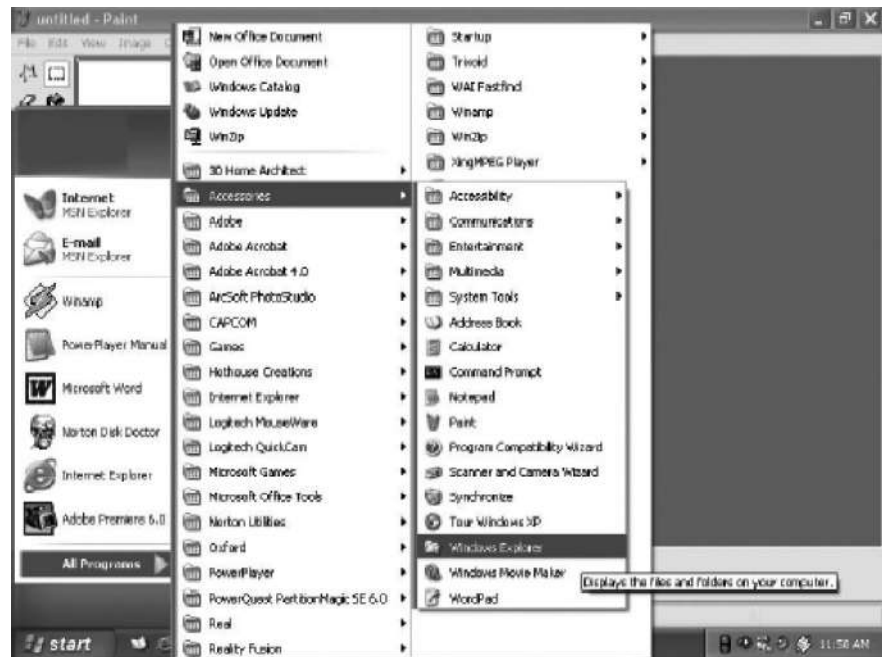 untitled - Paint
File Edit View Image
New Office Document
Open Office Document
Windows Catalog
Windows Update
WinZip
3D Home Architect
Accessories
Adobe
Adobe Acrobat
Adobe Acrobat 4.0
ArcSoft PhotoStudio
CAPCOM
Games
Hothouse Creations
Internet Explorer
Logitech MouseWare
Logitech QuickCam
Microsoft Games
Microsoft Office Tools
Norton Utilities
Oxford
PowerPlayer
PowerQuest PartitionMagic SE 6.0
Real
Reality Fusion
Startup
Trivoid
WAI Fastfind
Winamp
WinZip
XingMPEG Player
Accessibility
Communications
Entertainment
Multimedia
System Tools
Address Book
Calculator
Command Prompt
Notepad
Paint
Program Compatibility Wizard
Scanner and Camera Wizard
Synchronize
Tour Windows XP
Windows Explorer
Windows Movie Maker
WordPad
Displays the files and folders on your computer.
Internet
MSN Explorer
E-mail
MSN Explorer
Winamp
PowerPlayer Manual
W
Microsoft Word
Norton Disk Doctor
Internet Explorer
Adobe Premiere 6.0
All Programs
start
11:58 AM